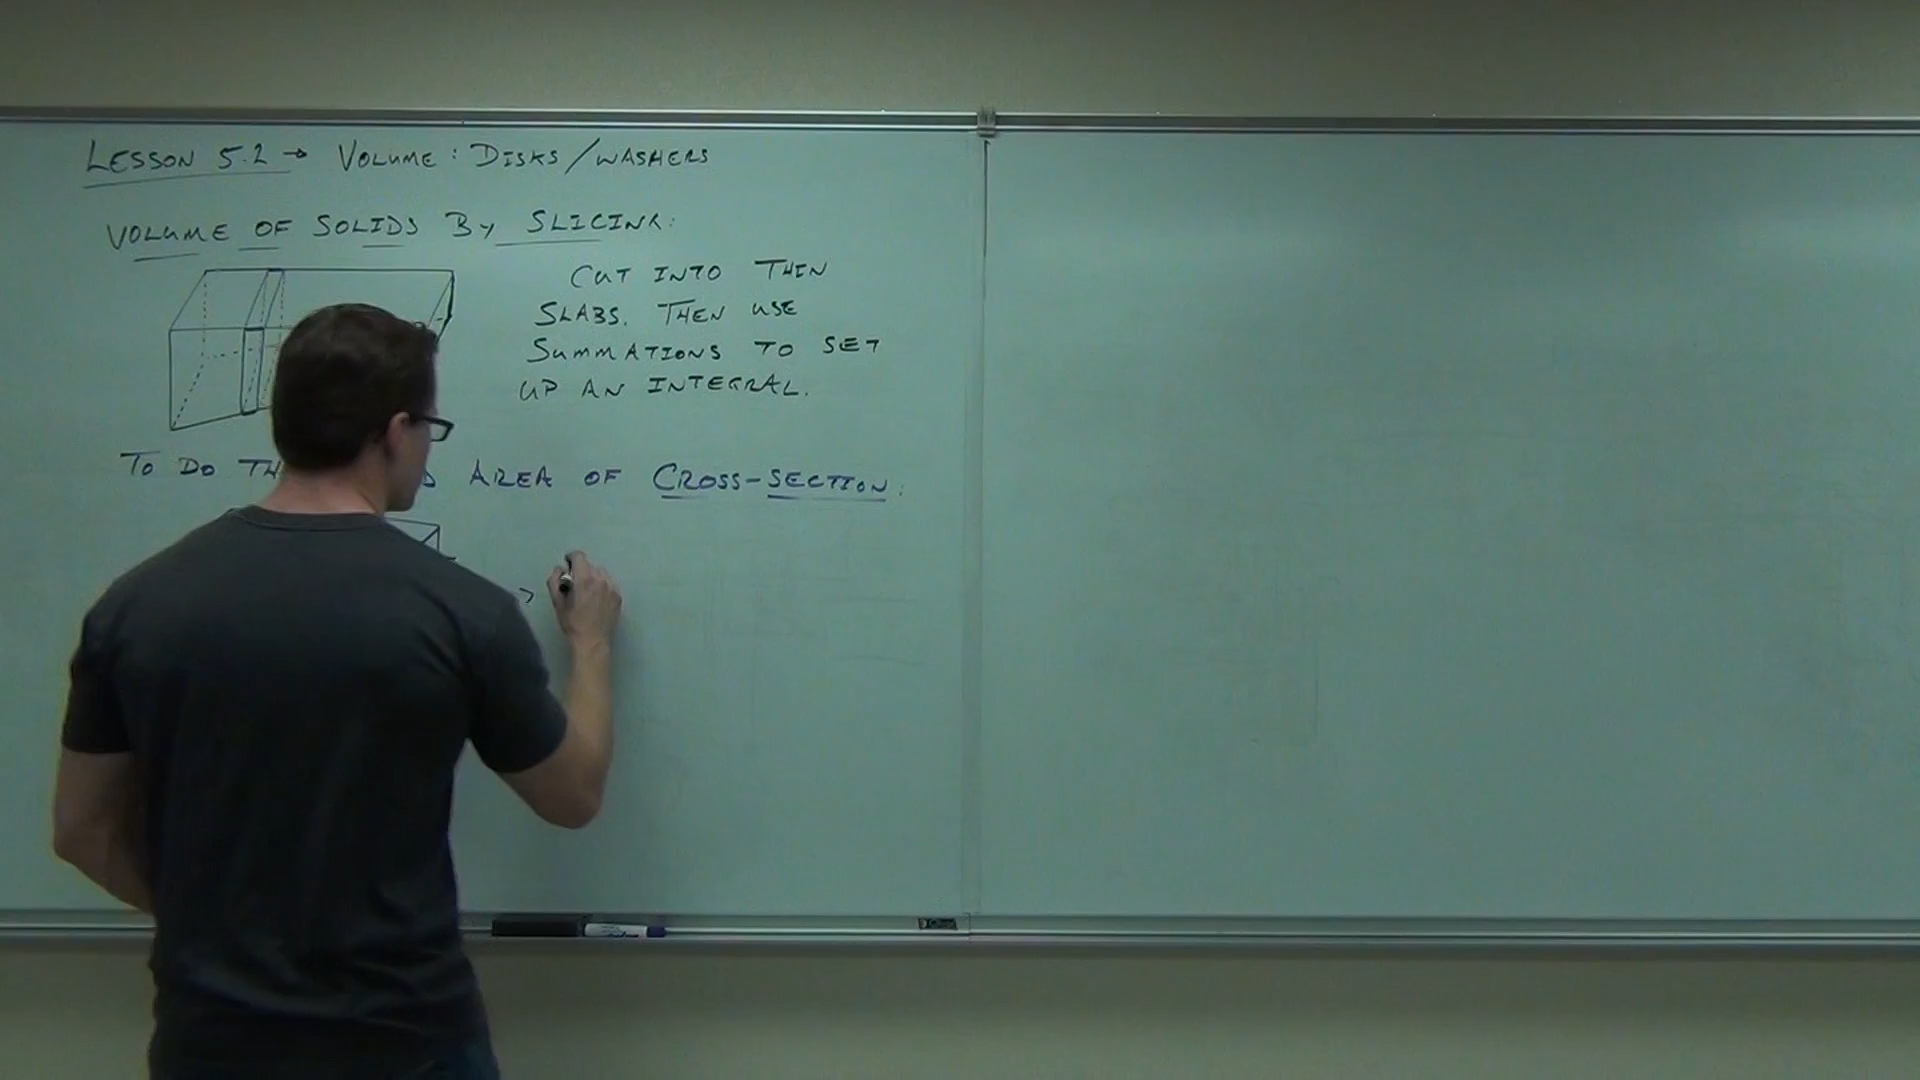 LESSON 5.2 → VOLUME: DISKS/WASHERS
VOLUME OF SOLIDS BY SLICING:
CUT INTO THIN
SLABS. THEN USE
SUMMATIONS TO SET
UP AN INTEGRAL.
TO DO TH AREA OF CROSS-SECTION: